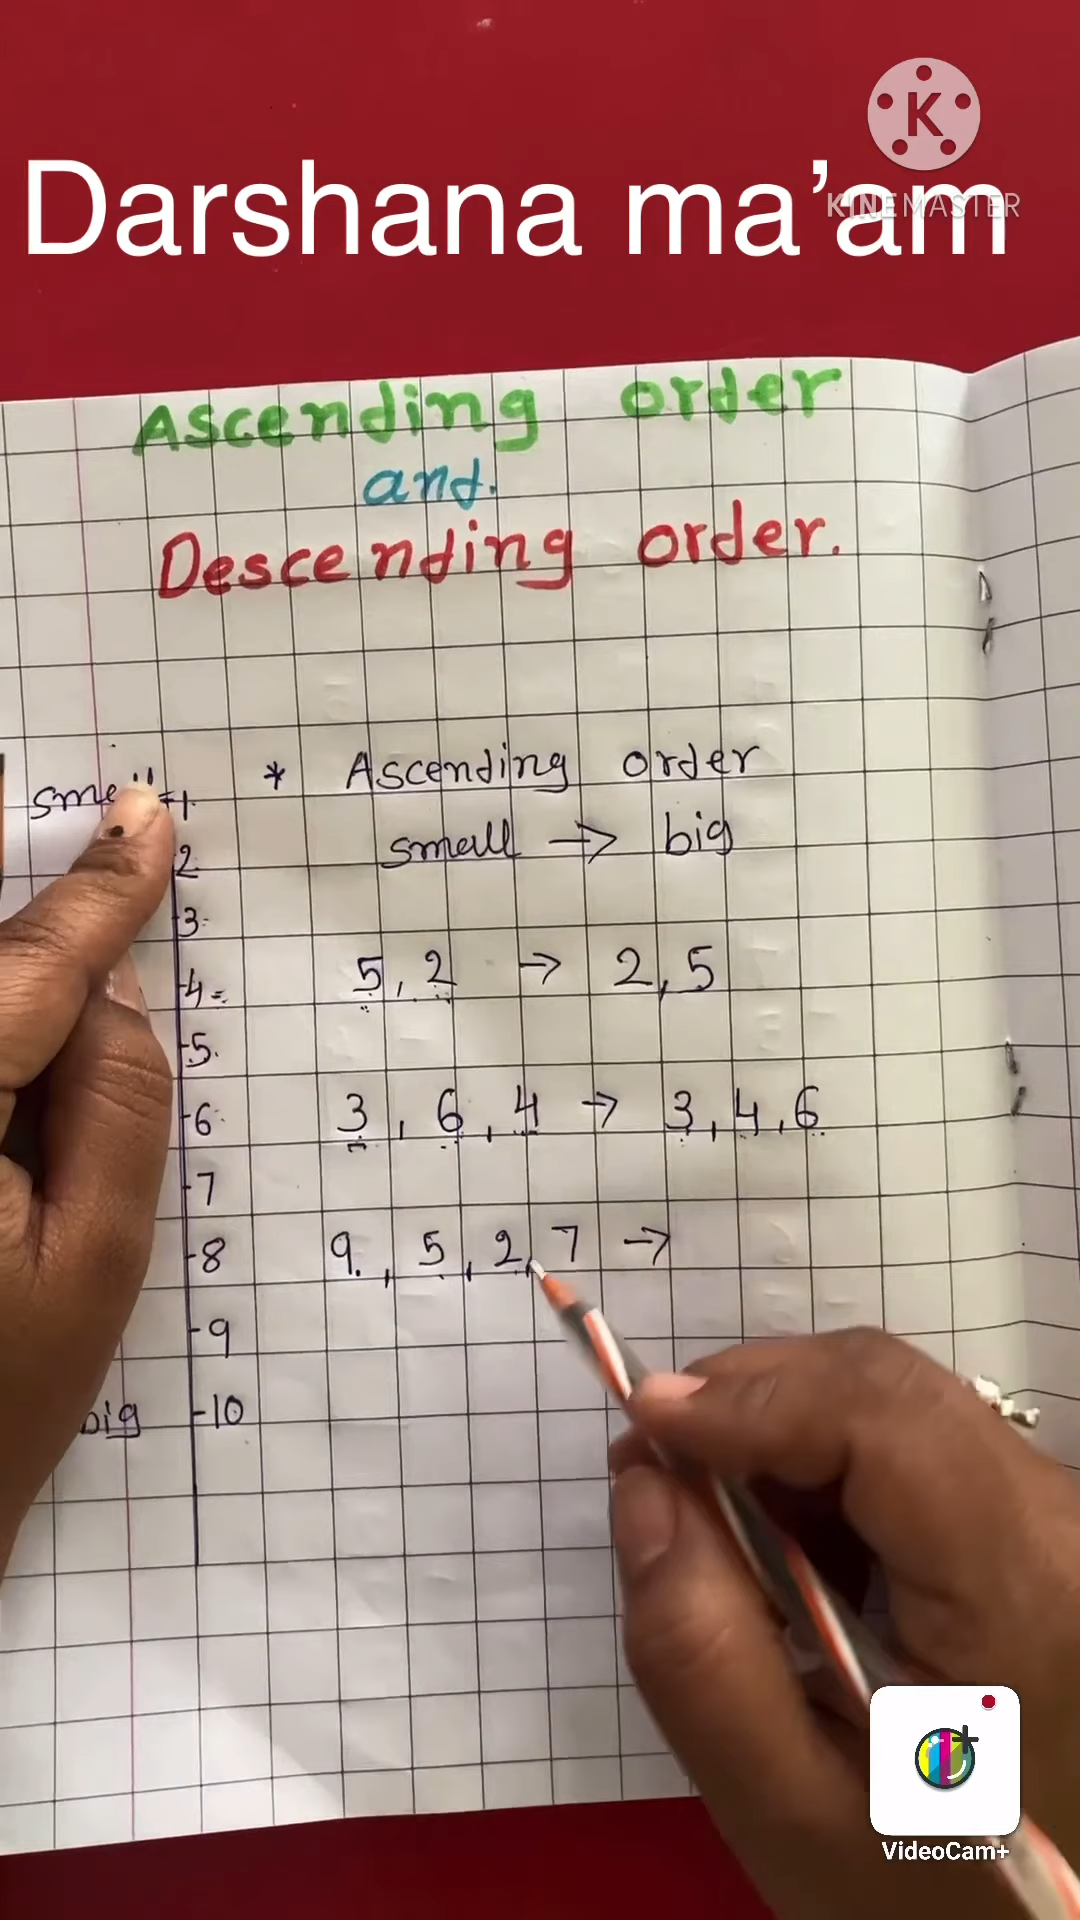 KINEMASTER
Darshana ma’am
Ascending order
and.
Descending order.
* Ascending order
small → big
5, 2 → 2, 5
3, 6, 4 → 3, 4, 6
9, 5, 2, 7 →
1
2
3
4
5
6
7
8
9
10
big
VideoCam+